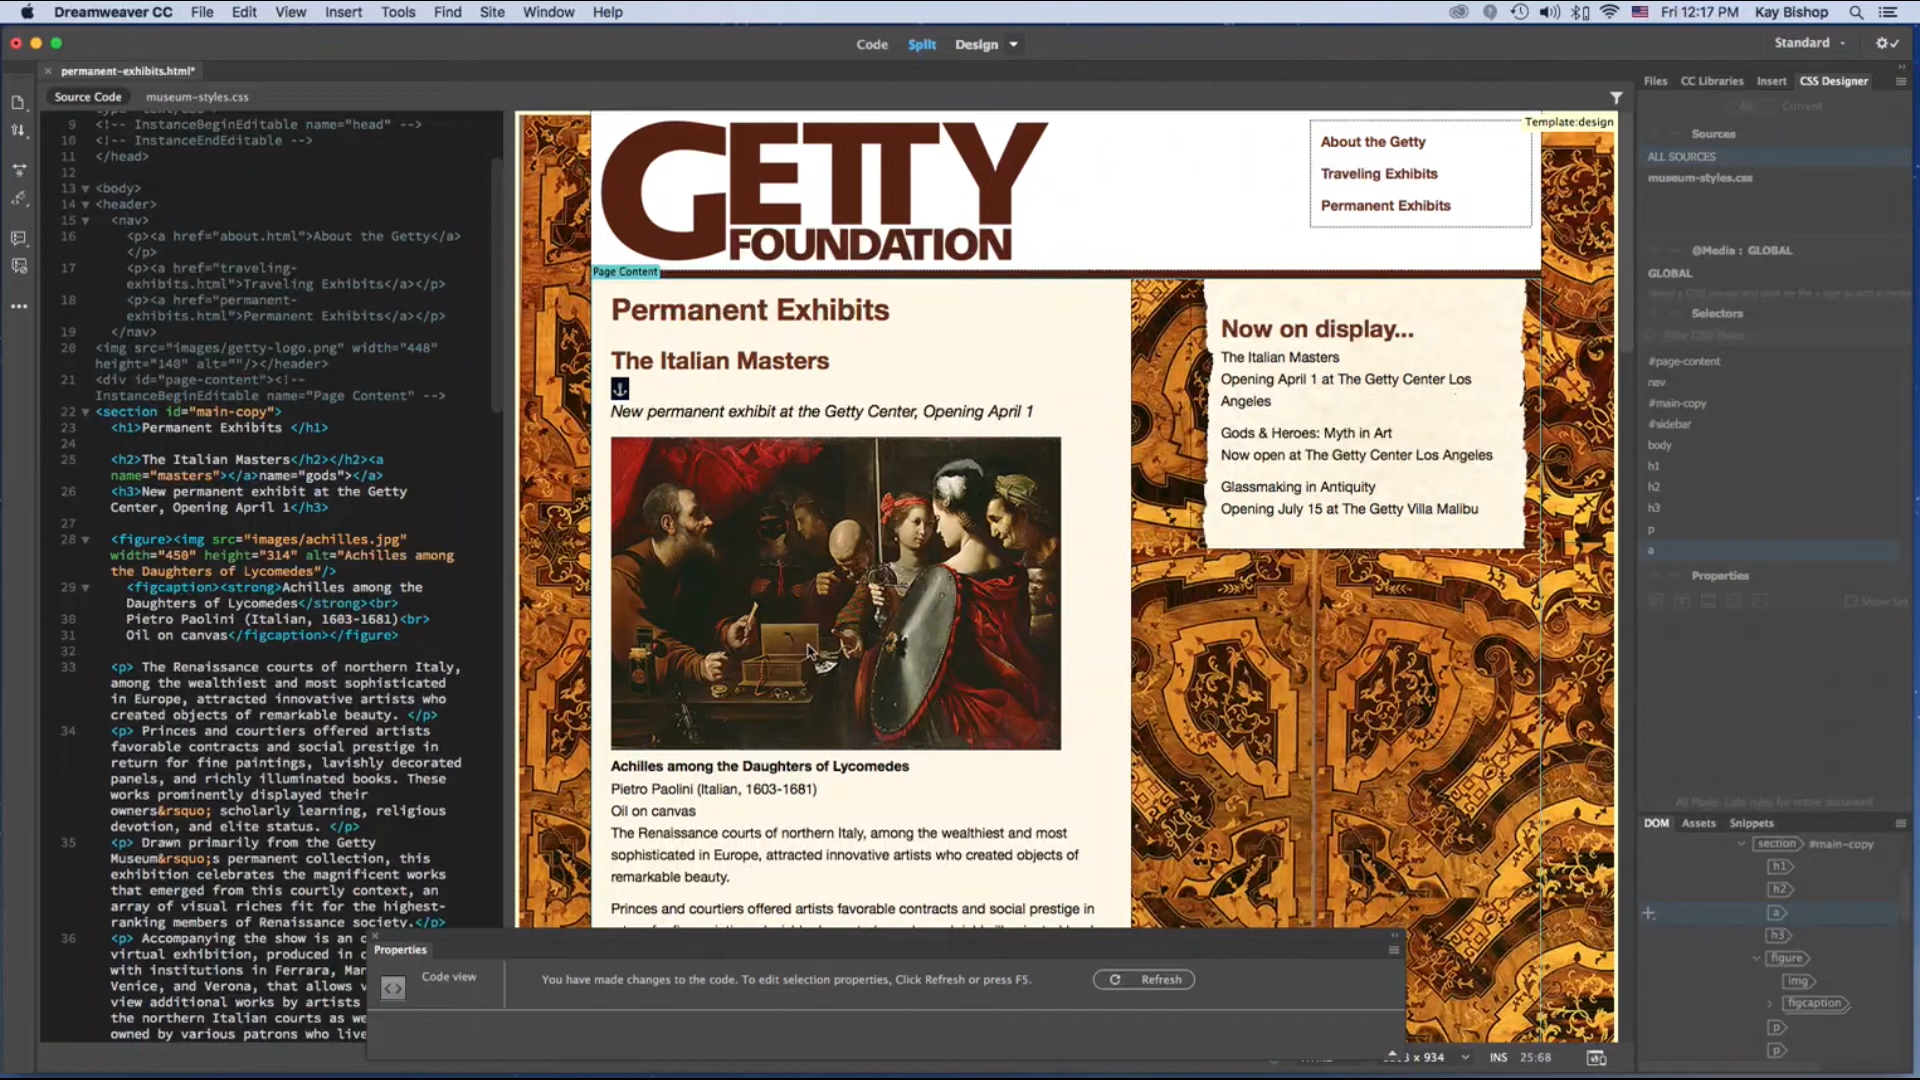 Dreamweaver CC File Edit View Insert Tools Find Site Window Help
Fri 12:17 PM Kay Bishop
Code Split Design
Standard
permanent-exhibits.html*
Source Code museum-styles.css
9 <!-- InstanceBeginEditable name="head" -->
10 <!-- InstanceEndEditable -->
11 </head>
12
13 <body>
14 <header>
15 <nav>
16 <p><a href="about.html">About the Getty</a>
</p>
17 <p><a href="traveling-
exhibits.html">Traveling Exhibits</a></p>
18 <p><a href="permanent-
exhibits.html">Permanent Exhibits</a></p>
19 </nav>
20 <img src="images/getty-logo.png" width="448"
height="140" alt=""/></header>
21 <div id="page-content"><!--
InstanceBeginEditable name="Page Content" -->
22 <section id="main-copy">
23 <h1>Permanent Exhibits </h1>
24
25 <h2>The Italian Masters</h2></h2><a
name="masters"></a>name="gods"></a>
26 <h3>New permanent exhibit at the Getty
Center, Opening April 1</h3>
27
28 <figure><img src="images/achilles.jpg"
width="450" height="314" alt="Achilles among
the Daughters of Lycomedes"/>
29 <figcaption><strong>Achilles among the
Daughters of Lycomedes</strong><br>
30 Pietro Paolini (Italian, 1603-1681)<br>
31 Oil on canvas</figcaption></figure>
32
33 <p> The Renaissance courts of northern Italy,
among the wealthiest and most sophisticated
in Europe, attracted innovative artists who
created objects of remarkable beauty. </p>
34 <p> Princes and courtiers offered artists
favorable contracts and social prestige in
return for fine paintings, lavishly decorated
panels, and richly illuminated books. These
works prominently displayed their
owners&rsquo; scholarly learning, religious
devotion, and elite status. </p>
35 <p> Drawn primarily from the Getty
Museum&rsquo;s permanent collection, this
exhibition celebrates the magnificent works
that emerged from this courtly context, an
array of visual riches fit for the highest-
ranking members of Renaissance society.</p>
36 <p> Accompanying the show is an
virtual exhibition, produced in
with institutions in Ferrara,
Venice, and Verona, that allows
view additional works by artists
the northern Italian courts as
owned by various patrons who
GETTY
FOUNDATION
Template:design
About the Getty
Traveling Exhibits
Permanent Exhibits
Page Content
Permanent Exhibits
The Italian Masters
New permanent exhibit at the Getty Center, Opening April 1
Achilles among the Daughters of Lycomedes
Pietro Paolini (Italian, 1603-1681)
Oil on canvas
The Renaissance courts of northern Italy, among the wealthiest and most
sophisticated in Europe, attracted innovative artists who created objects of
remarkable beauty.
Princes and courtiers offered artists favorable contracts and social prestige in
Now on display...
The Italian Masters
Opening April 1 at The Getty Center Los
Angeles
Gods & Heroes: Myth in Art
Now open at The Getty Center Los Angeles
Glassmaking in Antiquity
Opening July 15 at The Getty Villa Malibu
Properties
Code view
You have made changes to the code. To edit selection properties, Click Refresh or press F5.
Refresh
x 934 INS 25:68
Files CC Libraries Insert CSS Designer
All Current
Sources
ALL SOURCES
museum-styles.css
@Media : GLOBAL
GLOBAL
Selectors
#page-content
nav
#main-copy
#sidebar
body
h1
h2
h3
p
a
Properties
Show Set
All Mode: Lists rules for entire document
DOM Assets Snippets
section #main-copy
h1
h2
a
h3
figure
img
figcaption
p
p